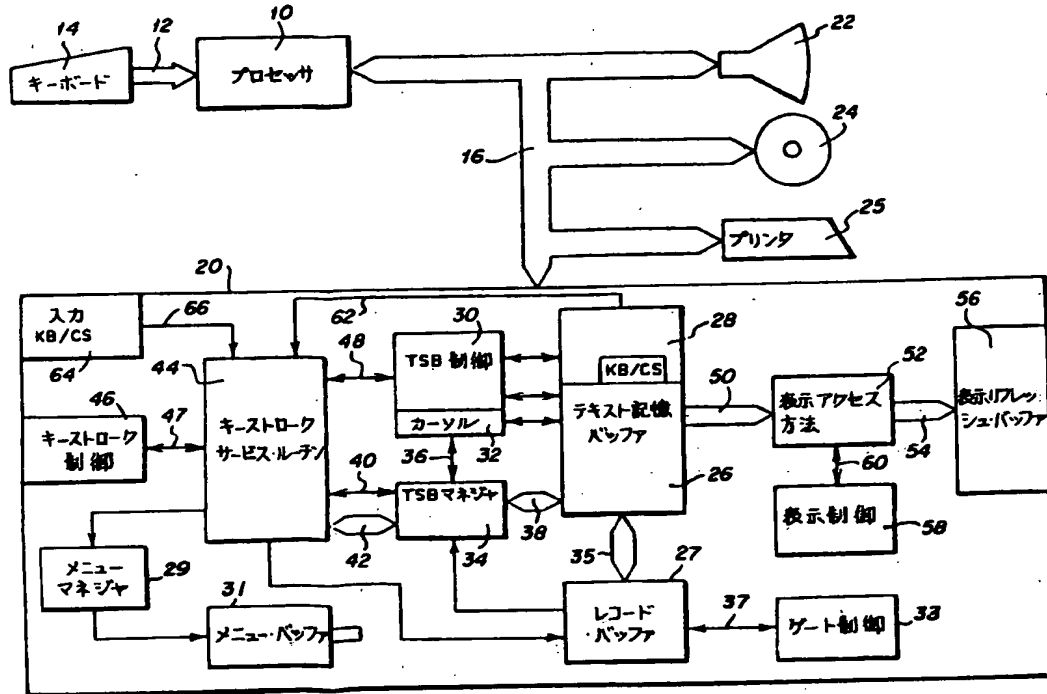 14
12
10
22
キーボード
プロセッサ
24
16
25
プリンタ
20
入力
KB/CS
66
62
30
28
56
64
44
48
TSB制御
KB/CS
50
52
46
キーストローク
制御
47
キーストローク
サービス・ルーチン
カーソル
32
テキスト記憶
バッファ
表示アクセス
方法
54
表示リフレッ
シュ・バッファ
36
40
60
TSBマネジャ
26
42
34
38
表示制御
58
メニュー
マネジャ
29
35
27
31
メニュー・バッファ
レコード
・バッファ
37
ゲート制御
33